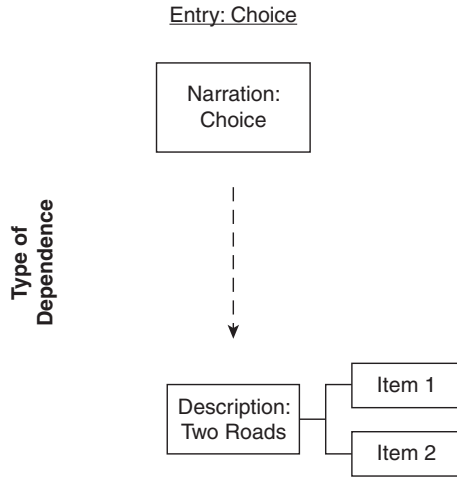 Entry: Choice
Narration:
Choice
Type of
Dependence
Description:
Two Roads
Item 1
Item 2